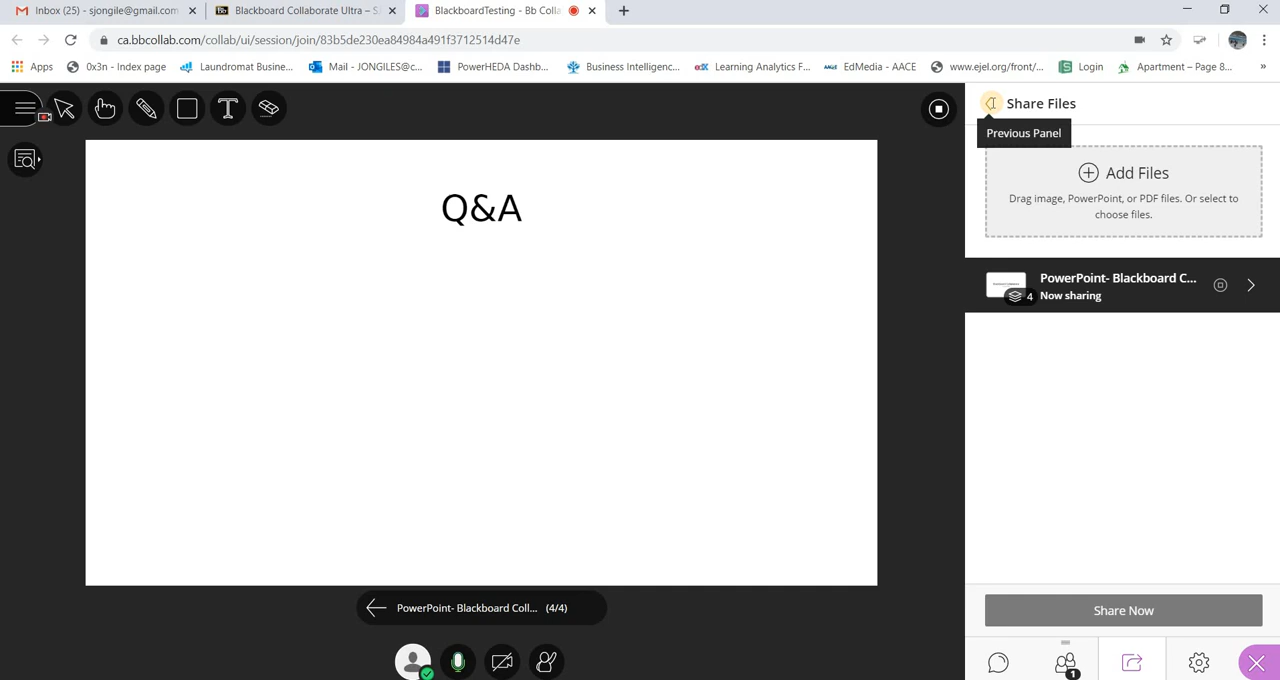 Inbox (25) - sjongile@gmail.com
Bb
Blackboard Collaborate Ultra – S
BlackboardTesting - Bb Colla
ca.bbcollab.com/collab/ui/session/join/83b5de230ea84984a491f3712514d47e
Apps
0x3n - Index page
Laundromat Busine...
Mail - JONGILES@c...
PowerHEDA Dashb...
Business Intelligenc...
edX
Learning Analytics F...
AACE
EdMedia - AACE
www.ejel.org/front/...
Login
Apartment – Page 8...
»
T
Share Files
Previous Panel
Add Files
Drag image, PowerPoint, or PDF files. Or select to
choose files.
Q&A
PowerPoint- Blackboard C...
4
Now sharing
PowerPoint- Blackboard Coll... (4/4)
Share Now
1